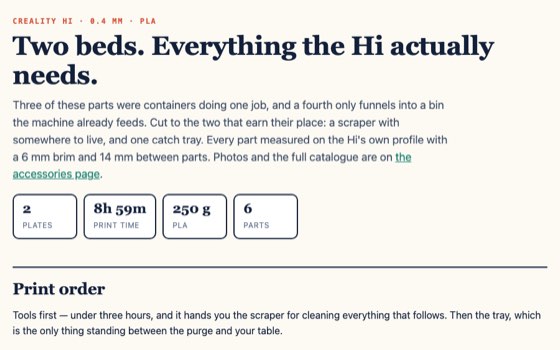 CREALITY HI · 0.4 MM · PLA
Two beds. Everything the Hi actually
needs.
Three of these parts were containers doing one job, and a fourth only funnels into a bin
the machine already feeds. Cut to the two that earn their place: a scraper with
somewhere to live, and one catch tray. Every part measured on the Hi's own profile with
a 6 mm brim and 14 mm between parts. Photos and the full catalogue are on the
accessories page.
2
PLATES
8h 59m
PRINT TIME
250 g
PLA
6
PARTS
Print order
Tools first — under three hours, and it hands you the scraper for cleaning everything that follows. Then the tray, which
is the only thing standing between the purge and your table.